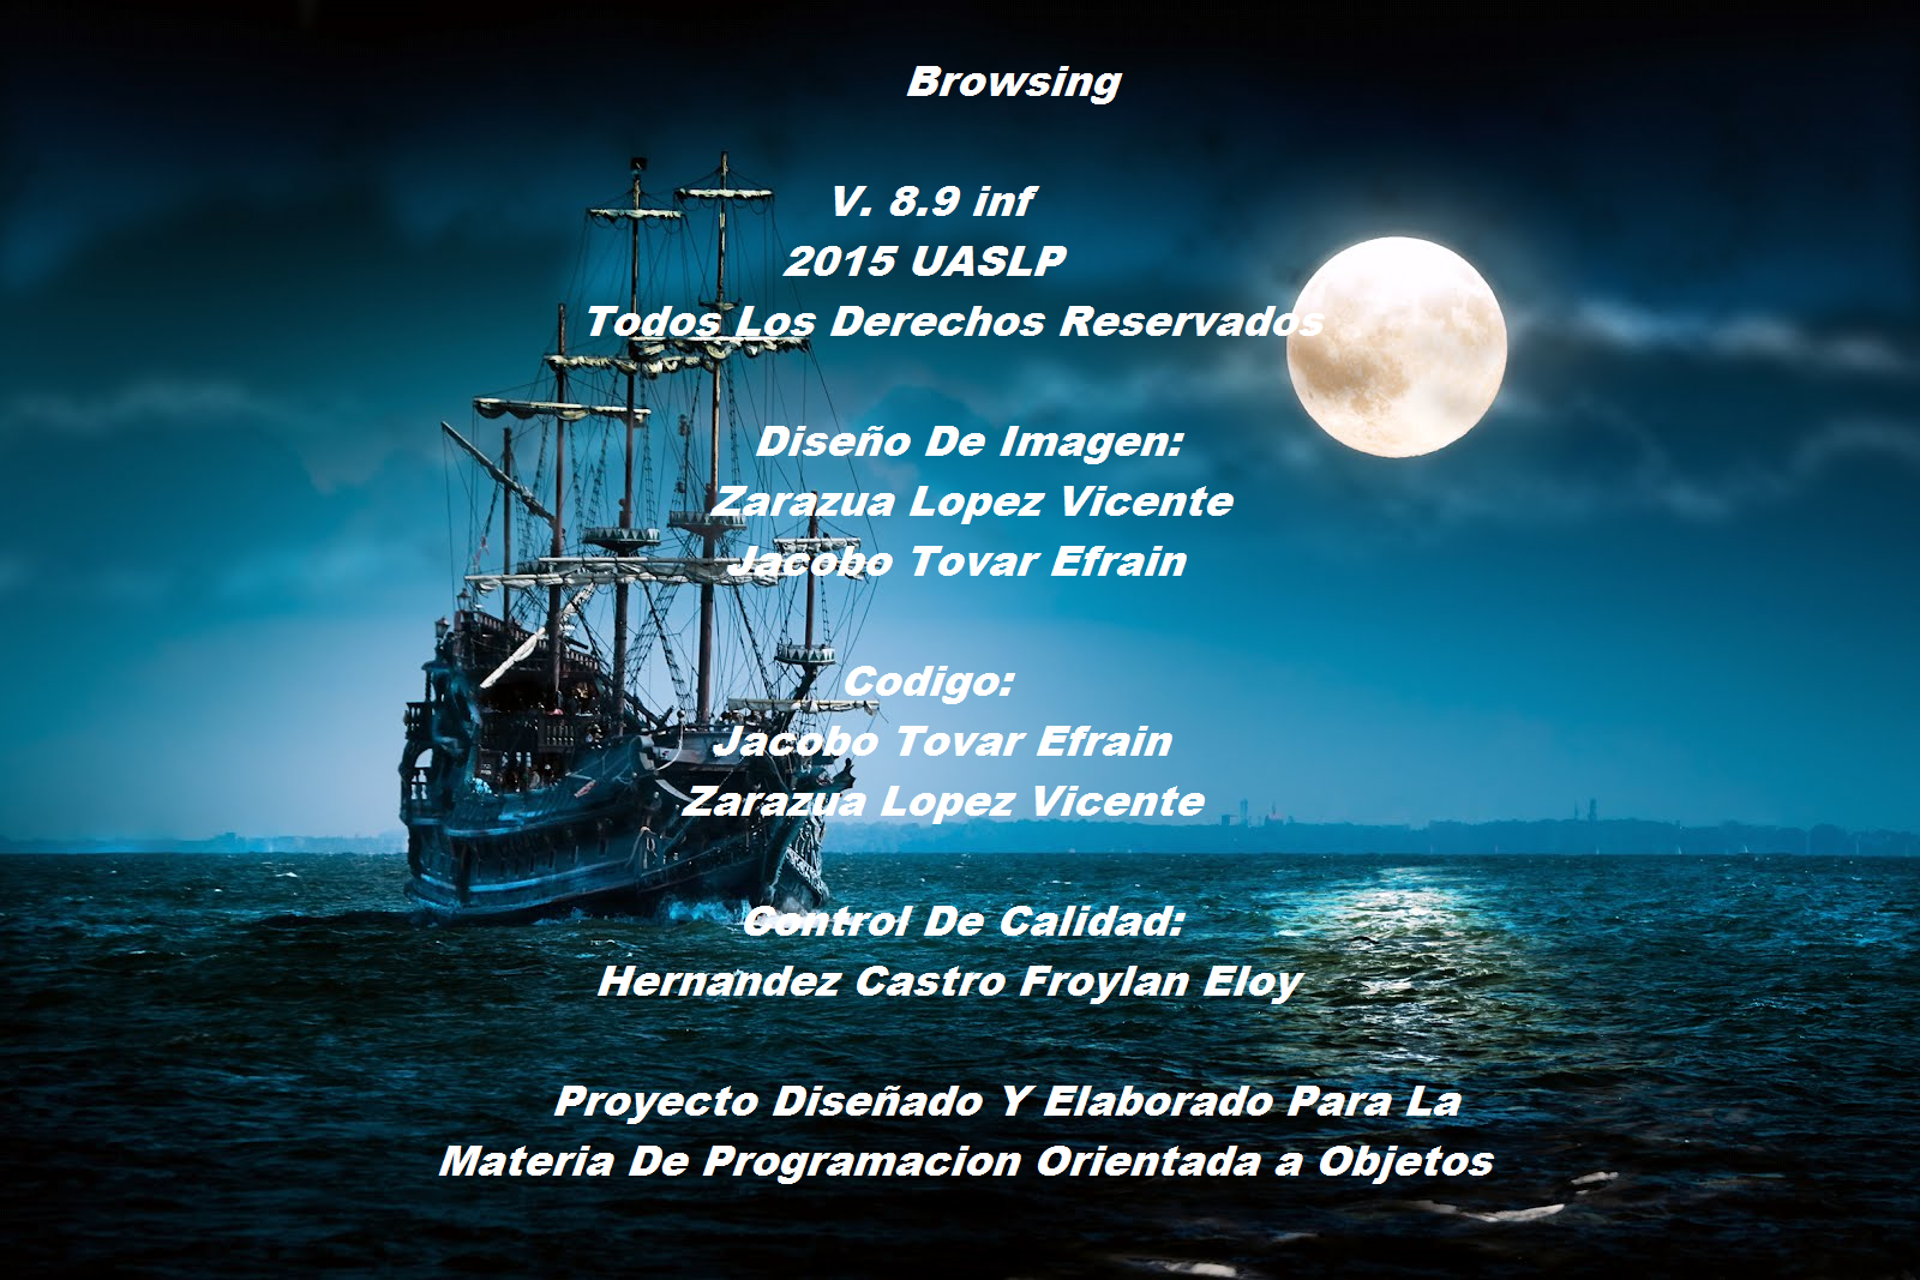 Browsing
V. 8.9 inf
2015 UASLP
Todos Los Derechos Reservados
Diseño De Imagen:
Zarazua Lopez Vicente
Jacobo Tovar Efrain
Codigo:
Jacobo Tovar Efrain
Zarazua Lopez Vicente
Control De Calidad:
Hernandez Castro Froylan Eloy
Proyecto Diseñado Y Elaborado Para La
Materia De Programacion Orientada a Objetos